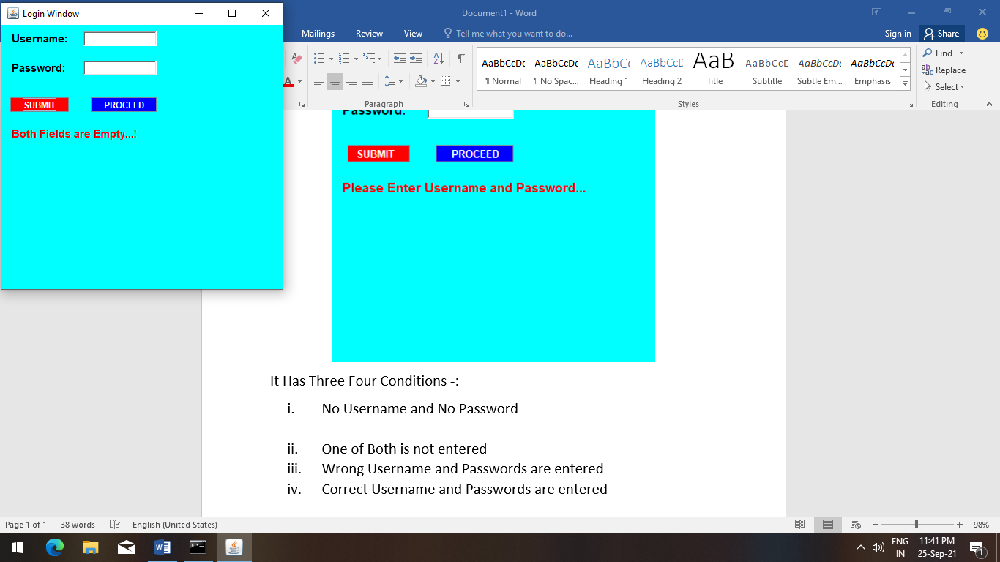 Login Window
Username:
Password:
SUBMIT PROCEED
Both Fields are Empty...!
Document1 - Word
Mailings Review View Tell me what you want to do...
Sign in Share
AaBbCcDc AaBbCcDc AaBbCc AaBbCcD AaB AaBbCcD AaBbCcDc AaBbCcDc
¶ Normal ¶ No Spac... Heading 1 Heading 2 Title Subtitle Subtle Em... Emphasis
Find
Replace
Select
Paragraph Styles Editing
Password:
SUBMIT PROCEED
Please Enter Username and Password...
It Has Three Four Conditions -:
i. No Username and No Password
ii. One of Both is not entered
iii. Wrong Username and Passwords are entered
iv. Correct Username and Passwords are entered
Page 1 of 1 38 words English (United States) 98%
ENG
IN
11:41 PM
25-Sep-21
1